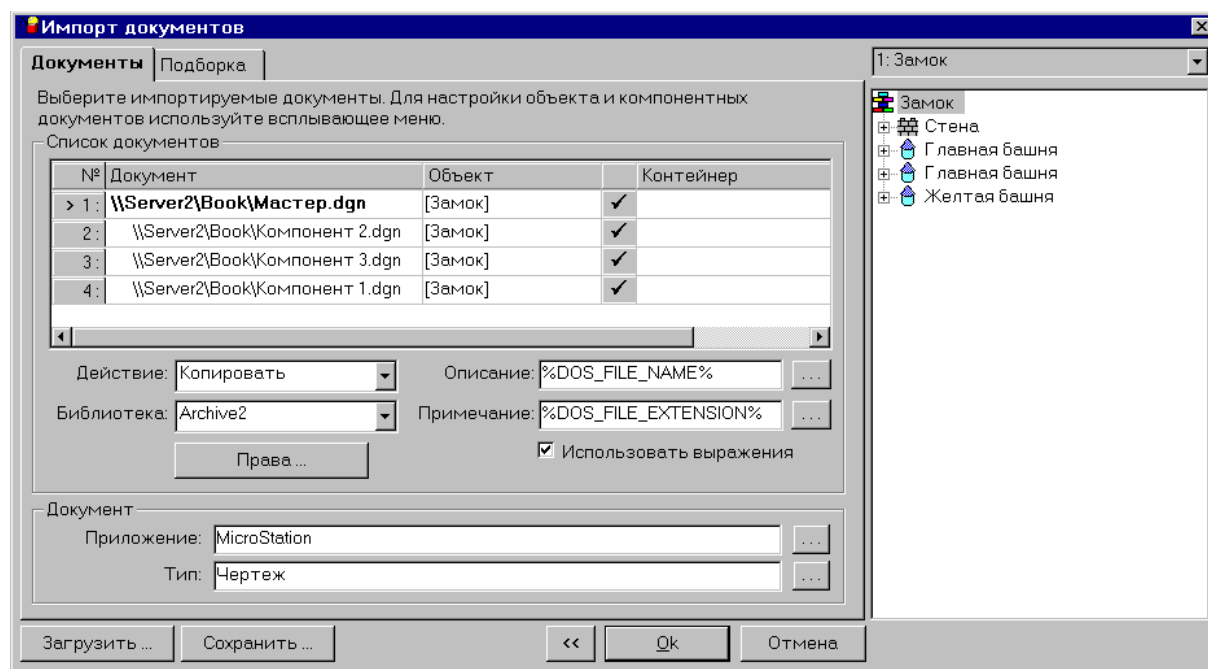 Импорт документов
Документы
Подборка
1: Замок
Выберите импортируемые документы. Для настройки объекта и компонентных
документов используйте всплывающее меню.
Список документов
№ Документ Объект Контейнер
> 1: \\Server2\Book\Мастер.dgn [Замок] ✓
2: \\Server2\Book\Компонент 2.dgn [Замок] ✓
3: \\Server2\Book\Компонент 3.dgn [Замок] ✓
4: \\Server2\Book\Компонент 1.dgn [Замок] ✓
Действие: Копировать Описание: %DOS_FILE_NAME% ...
Библиотека: Archive2 Примечание: %DOS_FILE_EXTENSION% ...
Права ... Использовать выражения
Документ
Приложение: MicroStation ...
Тип: Чертеж ...
Загрузить ... Сохранить ... << Ok Отмена
Замок
Стена
Главная башня
Главная башня
Желтая башня